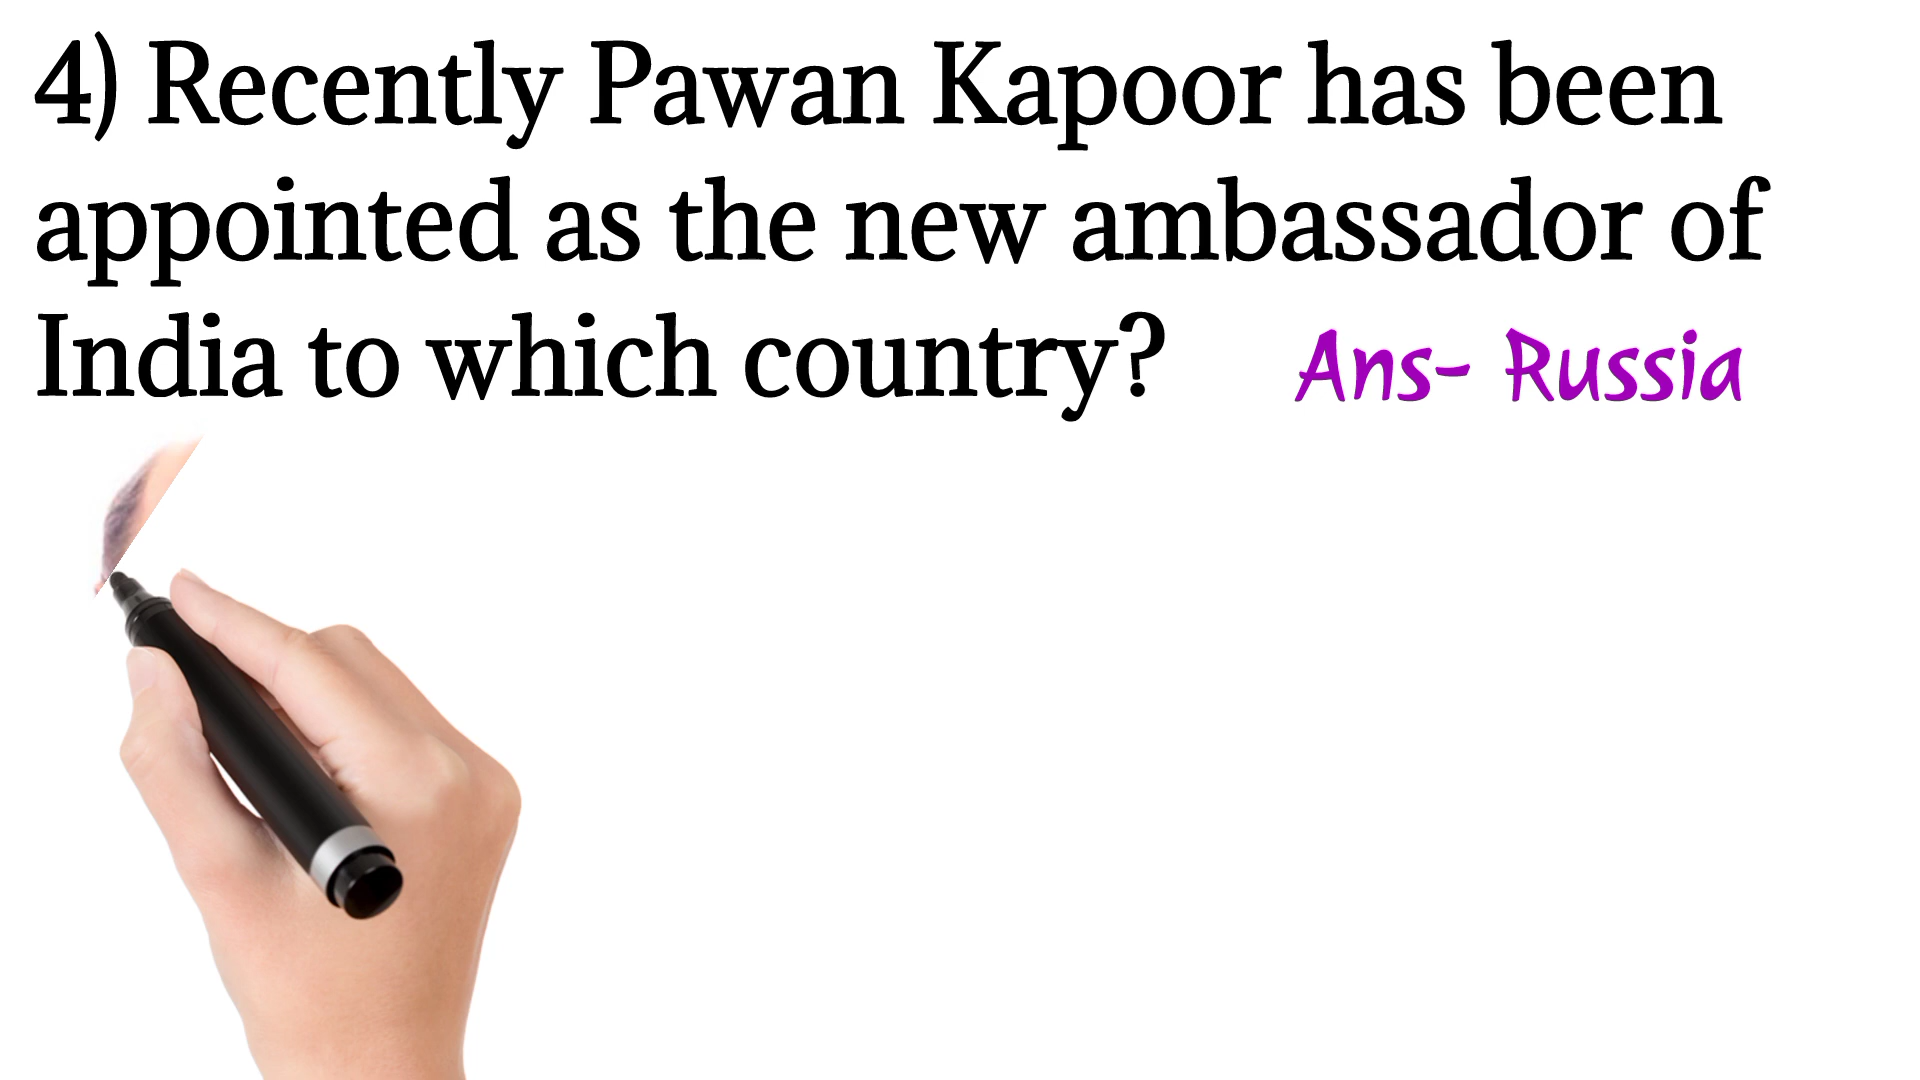 4) Recently Pawan Kapoor has been
appointed as the new ambassador of
India to which country? Ans- Russia